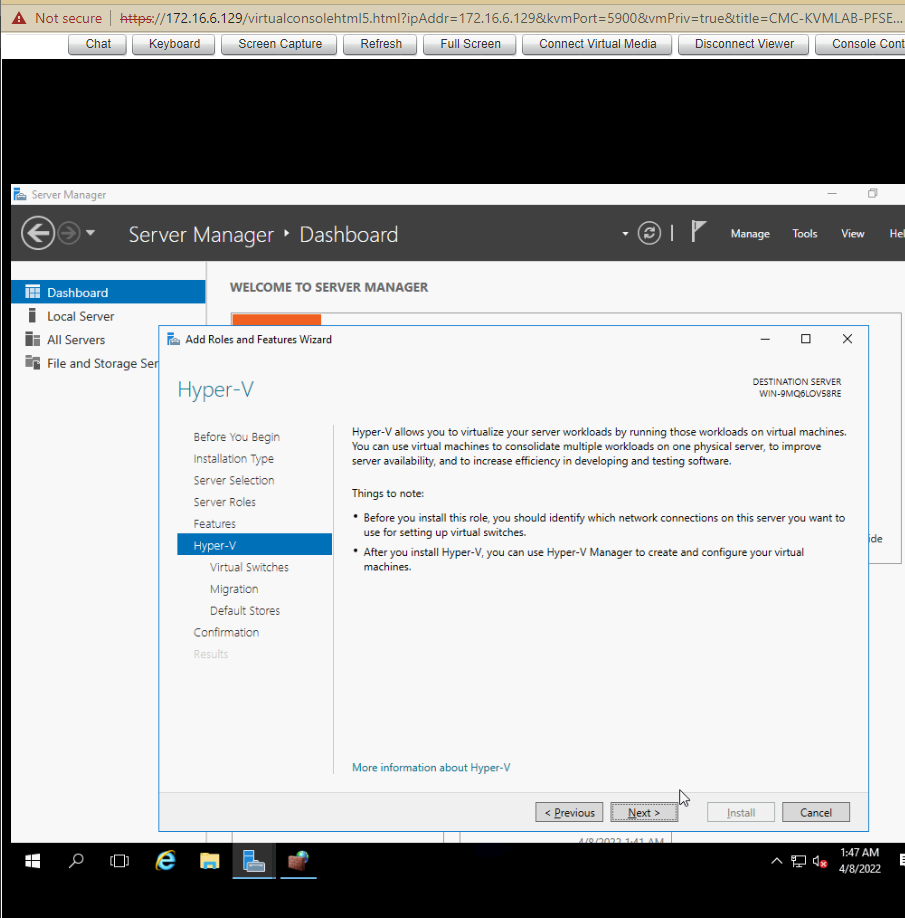 Not secure | https://172.16.6.129/virtualconsolehtml5.html?ipAddr=172.16.6.129&kvmPort=5900&vmPriv=true&title=CMC-KVMLAB-PFSE...
Chat Keyboard Screen Capture Refresh Full Screen Connect Virtual Media Disconnect Viewer Console Cont
Server Manager
Server Manager ‣ Dashboard
Manage Tools View Hel
Dashboard
Local Server
All Servers
File and Storage Ser
WELCOME TO SERVER MANAGER
Add Roles and Features Wizard
Hyper-V
DESTINATION SERVER
WIN-9MQ6LOV58RE
Before You Begin
Installation Type
Server Selection
Server Roles
Features
Hyper-V
Virtual Switches
Migration
Default Stores
Confirmation
Results
Hyper-V allows you to virtualize your server workloads by running those workloads on virtual machines.
You can use virtual machines to consolidate multiple workloads on one physical server, to improve
server availability, and to increase efficiency in developing and testing software.
Things to note:
• Before you install this role, you should identify which network connections on this server you want to
use for setting up virtual switches.
• After you install Hyper-V, you can use Hyper-V Manager to create and configure your virtual
machines.
More information about Hyper-V
ide
< Previous Next > Install Cancel
4/8/2022 1:41 AM
1:47 AM
4/8/2022